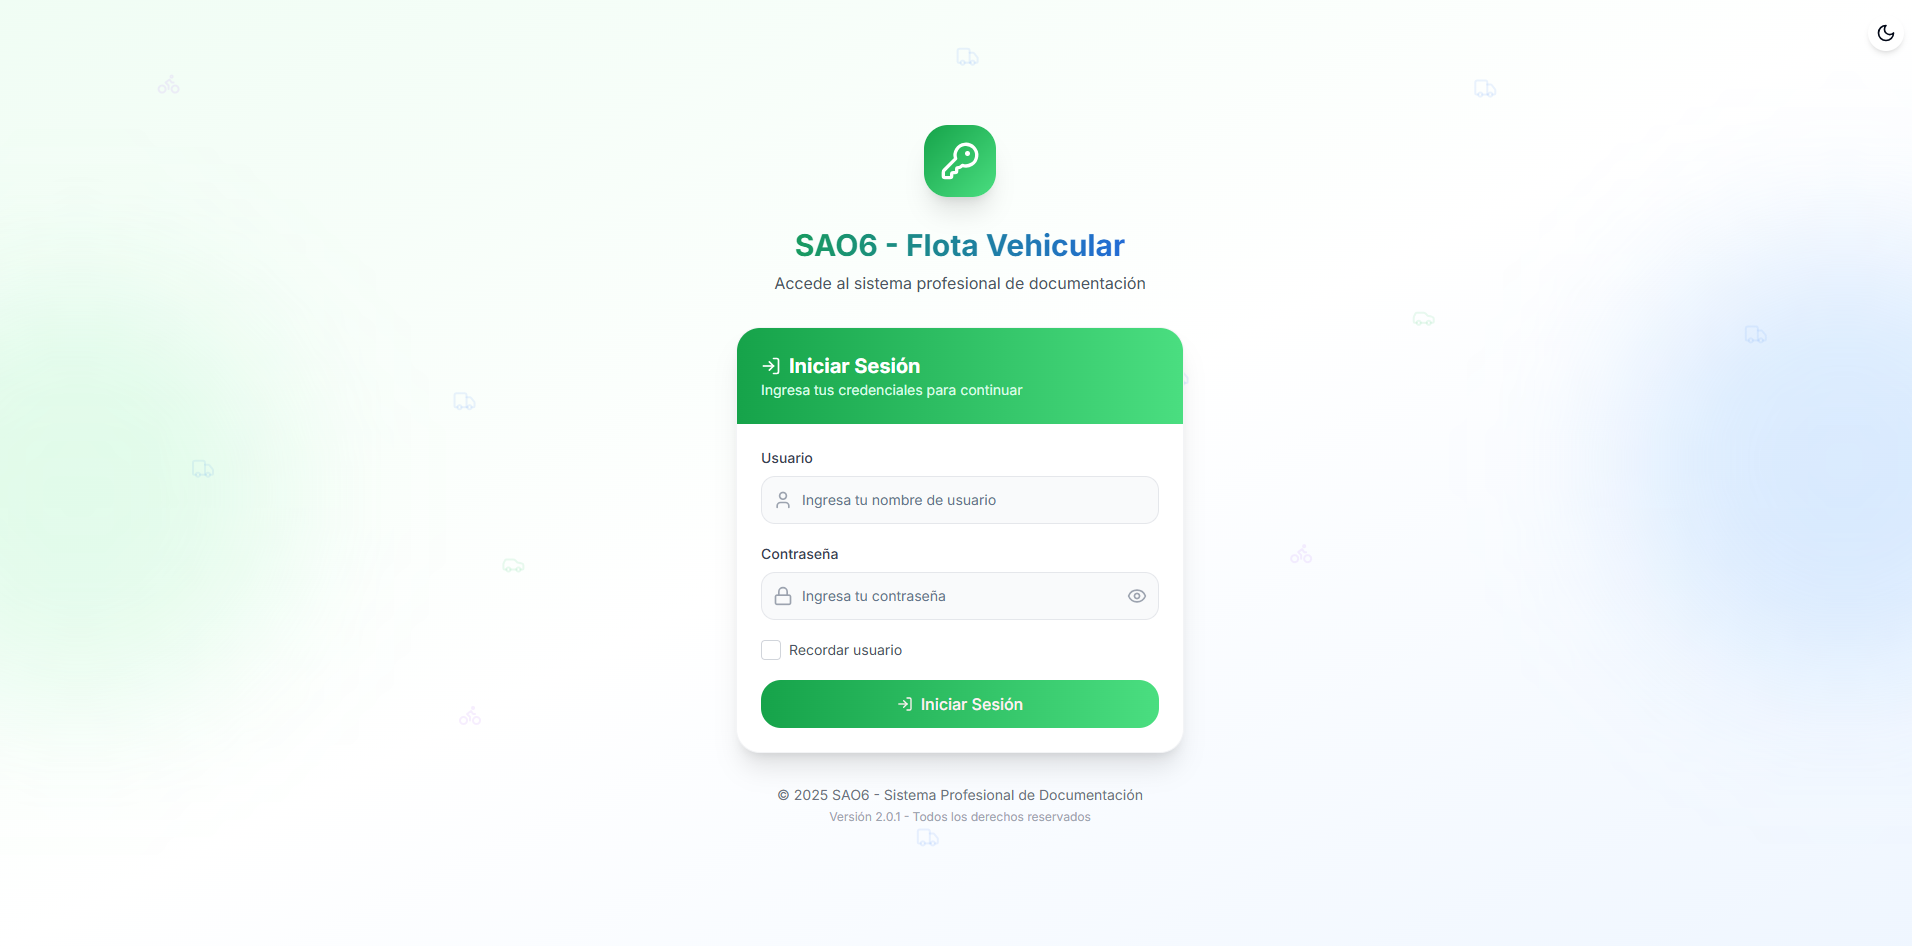 SAO6 - Flota Vehicular
Accede al sistema profesional de documentación
Iniciar Sesión
Ingresa tus credenciales para continuar
Usuario
Ingresa tu nombre de usuario
Contraseña
Ingresa tu contraseña
Recordar usuario
Iniciar Sesión
© 2025 SAO6 - Sistema Profesional de Documentación
Versión 2.0.1 - Todos los derechos reservados